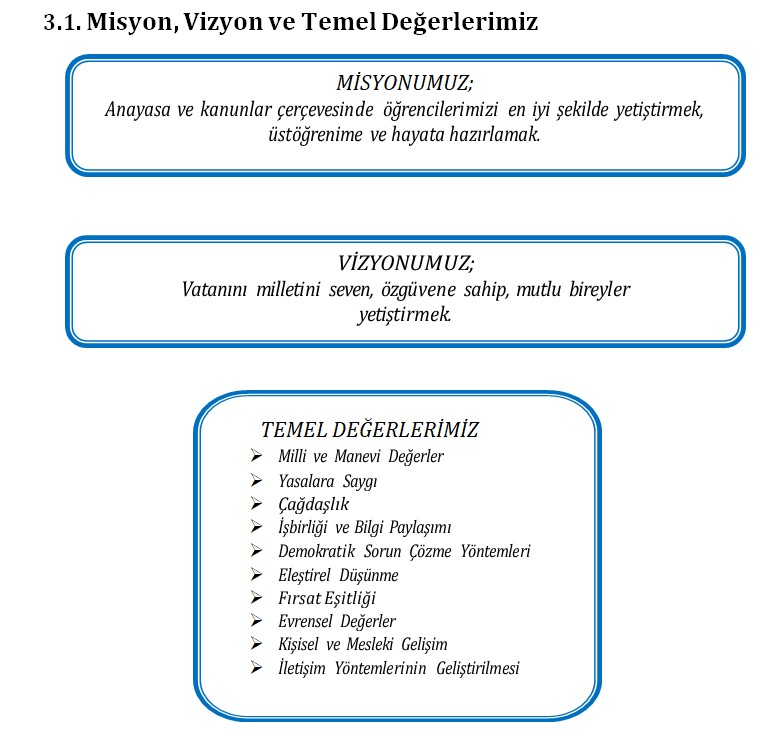 3.1. Misyon, Vizyon ve Temel Değerlerimiz
MİSYONUMUZ;
Anayasa ve kanunlar çerçevesinde öğrencilerimizi en iyi şekilde yetiştirmek,
üstöğrenime ve hayata hazırlamak.
VİZYONUMUZ;
Vatanını milletini seven, özgüvene sahip, mutlu bireyler
yetiştirmek.
TEMEL DEĞERLERİMİZ
➢ Milli ve Manevi Değerler
➢ Yasalara Saygı
➢ Çağdaşlık
➢ İşbirliği ve Bilgi Paylaşımı
➢ Demokratik Sorun Çözme Yöntemleri
➢ Eleştirel Düşünme
➢ Fırsat Eşitliği
➢ Evrensel Değerler
➢ Kişisel ve Mesleki Gelişim
➢ İletişim Yöntemlerinin Geliştirilmesi